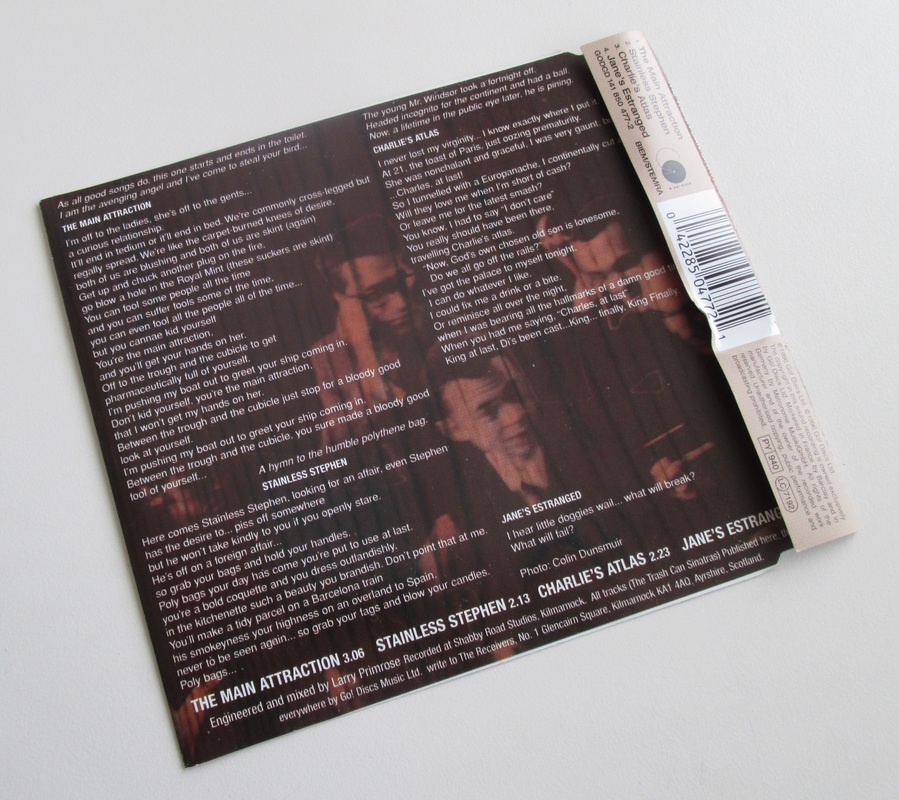 As all good songs do, this one starts and ends in the toilet.
I am the avenging angel and I've come to steal your bird...
THE MAIN ATTRACTION
I'm off to the ladies, she's off to the gents...
a curious relationship.
It'll end in tedium or it'll end in bed. We're commonly cross-legged but
regally spread. We're like the carpet-burned knees of desire,
both of us are blushing and both of us are skint (again)
Get up and chuck another plug on the fire,
go blow a hole in the Royal Mint (these suckers are skint)
You can fool some people all the time
and you can suffer fools some of the time,
you can even fool all the people all of the time...
but you cannae kid yourself
You're the main attraction
and you'll get your hands on her.
Off to the trough and the cubicle to get
pharmaceutically full of yourself.
I'm pushing my boat out to greet your ship coming in.
Don't kid yourself, you're the main attraction.
that I won't get my hands on her.
Between the trough and the cubicle just stop for a bloody good
look at yourself.
I'm pushing my boat out to greet your ship coming in.
Between the trough and the cubicle, you sure made a bloody good
fool of yourself...
A hymn to the humble polythene bag.
STAINLESS STEPHEN
Here comes Stainless Stephen, looking for an affair, even Stephen
has the desire to... piss off somewhere
but he won't take kindly to you if you openly stare.
He's off on a foreign affair...
so grab your bags and hold your handles.
Poly bags your day has come you're put to use at last.
you're a bold coquette and you dress outlandishly.
in the kitchenette such a beauty you brandish. Don't point that at me.
You'll make a tidy parcel on a Barcelona train
his smokeyness your highness on an overland to Spain,
never to be seen again... so grab your fags and blow your candles.
Poly bags...
The young Mr. Windsor took a fortnight off.
Headed incognito for the continent and had a ball.
Now, a lifetime in the public eye later, he is pining.
CHARLIE'S ATLAS
I never lost my virginity... I know exactly where I put it.
At 21, the toast of Paris, just oozing prematurity.
She was nonchalant and graceful, I was very gaunt, bu
Charles, at last!
So I tunnelled with a Europanache, I continentally cut
Will they love me when I'm short of cash?
Or leave me for the latest smash?
You know, I had to say "I don't care"
You really should have been there
travelling Charlie's atlas.
"Now, God's own chosen old son is lonesome,
Do we all go off the rails?"
I've got the palace to myself tonight.
I can do whatever I like.
I could fix me a drink or a bite.
Or reminisce all over the night.
when I was bearing all the hallmarks of a damn good
When you had me saying, "Charles, at last"
King at last, Di's been cast...King... finally, King Finally
JANE'S ESTRANGED
I hear little doggies wail... what will break?
What will fail?
Photo: Colin Dunsmuir
THE MAIN ATTRACTION 3.06 STAINLESS STEPHEN 2.13 CHARLIE'S ATLAS 2.23 JANE'S ESTRANG
Engineered and mixed by Larry Primrose Recorded at Shabby Road Studios, Kilmarnock. All tracks (The Trash Can Sinatras) Published here, 
everywhere by Go! Discs Music Ltd. write to The Receivers, No. 1 Glencairn Square, Kilmarnock KA1 4AD, Ayrshire, Scotland.
1. The Main Attraction
2. Stainless Stephen
3. Charlie's Atlas
4. Jane's Estranged
GODCD 141 850 477-2
BIEM/STEMRA
0 42285 04772 1
PY 940
LC 7192